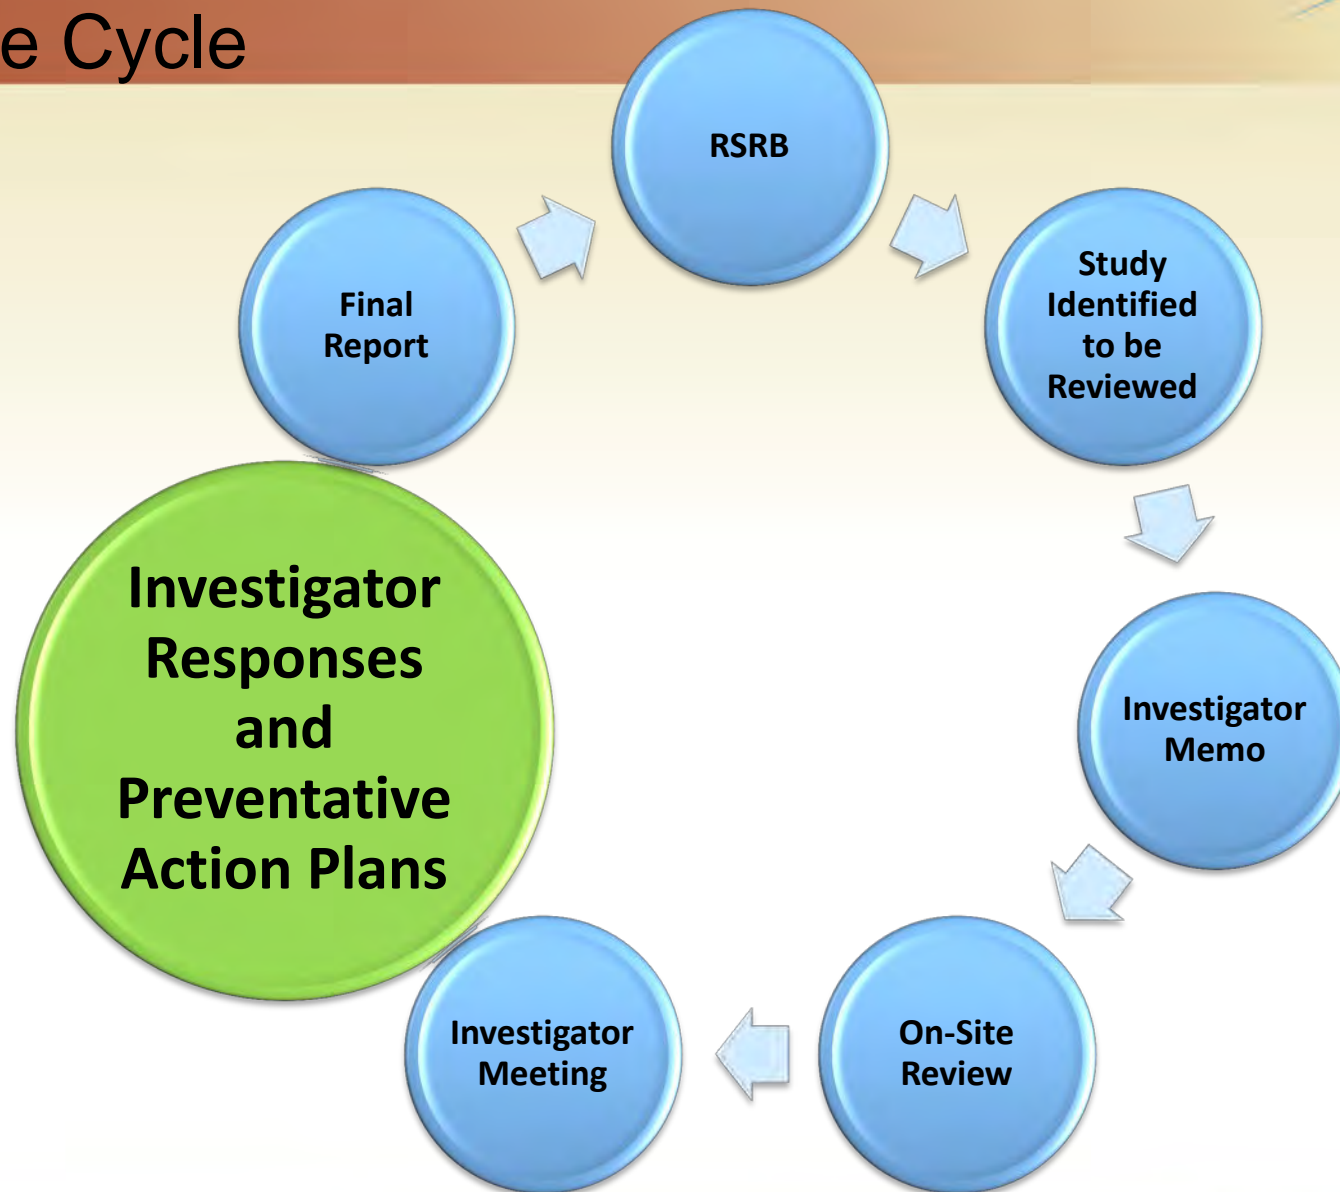 e Cycle
RSRB
Study
Identified
to be
Reviewed
Investigator
Memo
On-Site
Review
Investigator
Meeting
Investigator
Responses
and
Preventative
Action Plans
Final
Report